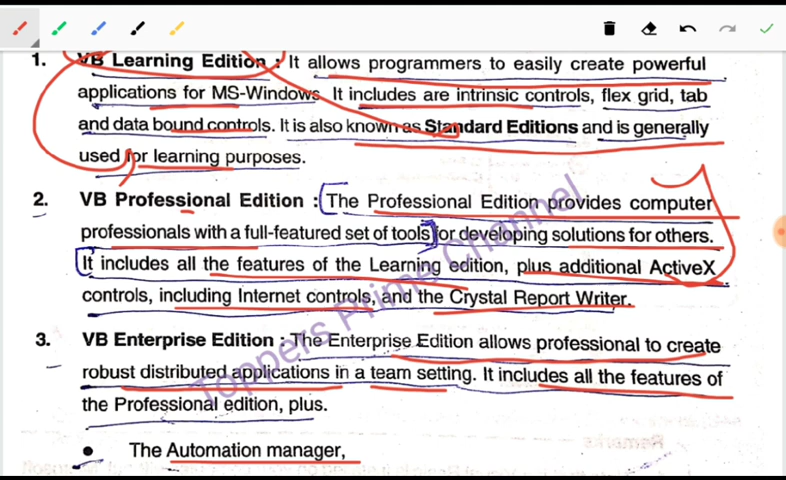 1. VB Learning Edition : It allows programmers to easily create powerful
applications for MS-Windows. It includes are intrinsic controls, flex grid, tab
and data bound controls. It is also known as Standard Editions and is generally
used for learning purposes.
2. VB Professional Edition : The Professional Edition provides computer
professionals with a full-featured set of tools for developing solutions for others.
It includes all the features of the Learning edition, plus additional ActiveX
controls, including Internet controls, and the Crystal Report Writer.
3. VB Enterprise Edition : The Enterprise Edition allows professional to create
robust distributed applications in a team setting. It includes all the features of
the Professional edition, plus.
● The Automation manager,
Toppers Prime Channel
Remarks